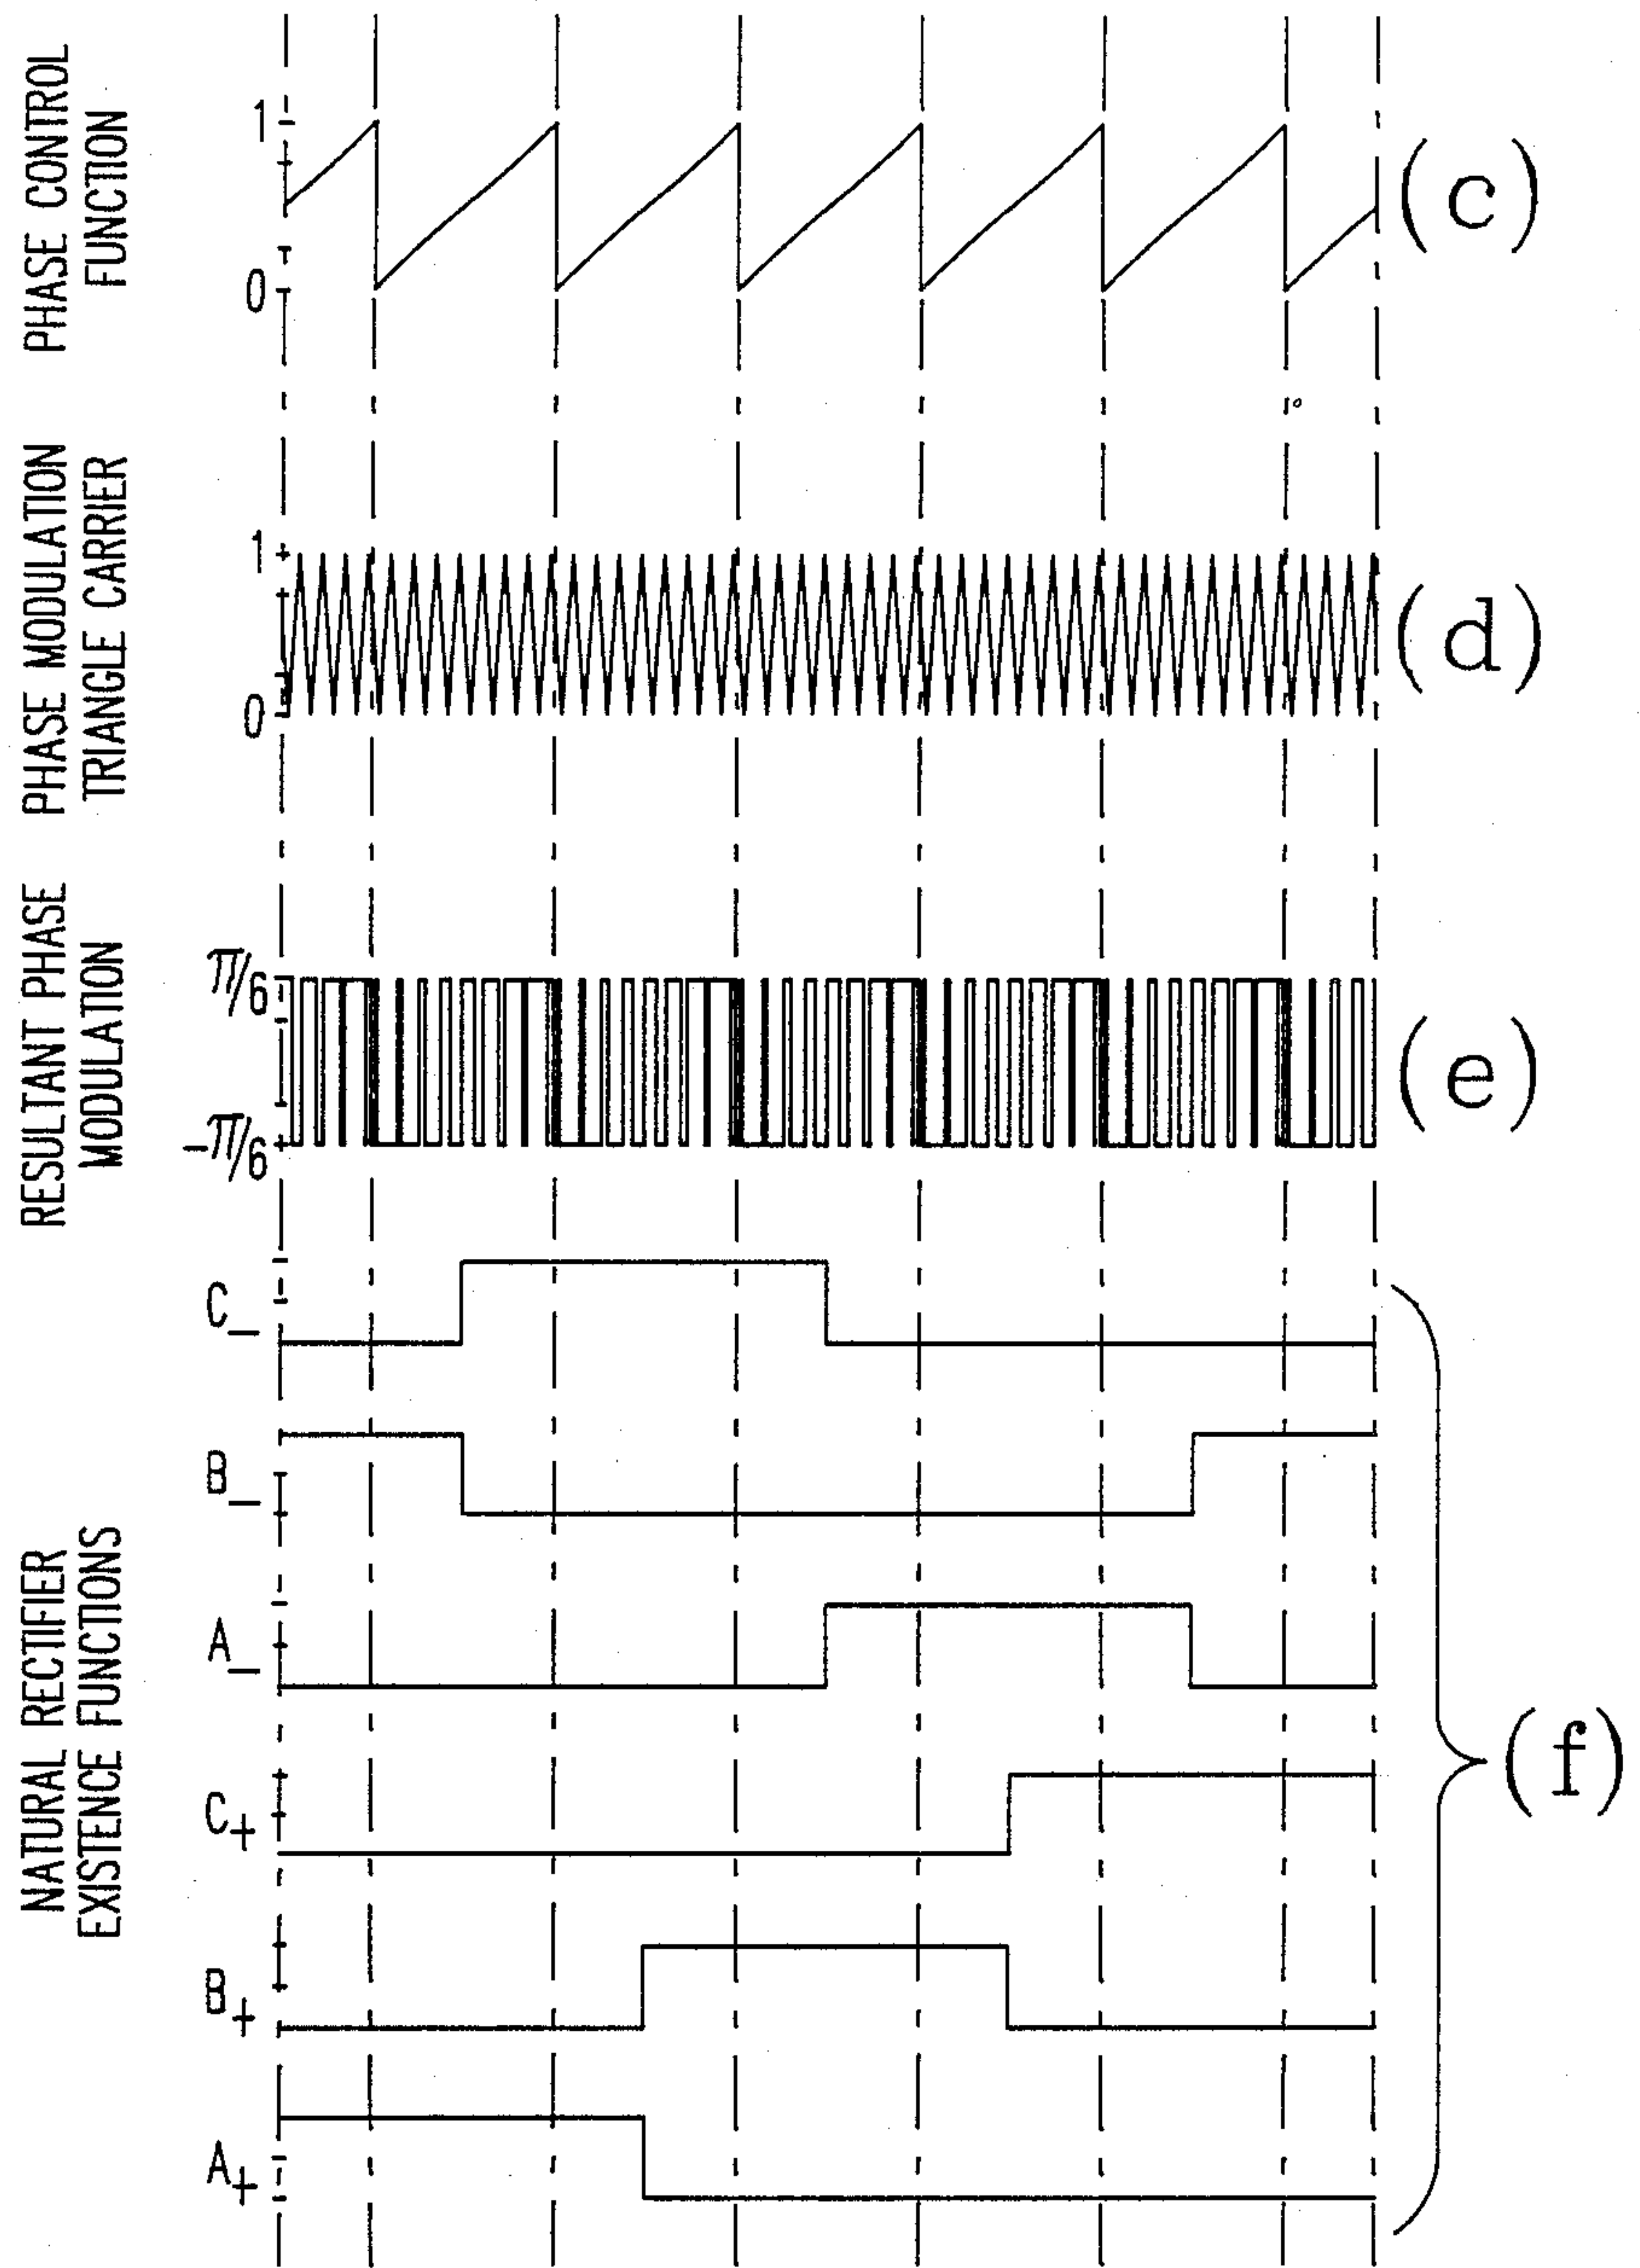 PHASE CONTROL
FUNCTION
1
0
(c)
PHASE MODULATION
TRIANGLE CARRIER
1
0
(d)
RESULTANT PHASE
MODULATION
π/6
-π/6
(e)
NATURAL RECTIFIER
EXISTENCE FUNCTIONS
C_
B_
A_
C+
B+
A+
(f)